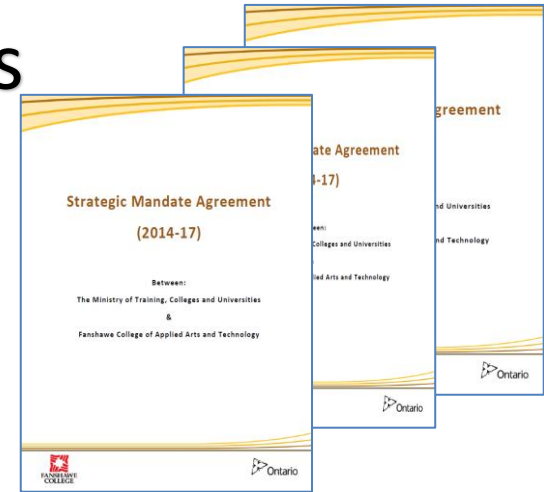 s
Strategic Mandate Agreement
(2014-17)
Between:
The Ministry of Training, Colleges and Universities
&
Fanshawe College of Applied Arts and Technology
FANSHAWE
COLLEGE
Ontario
ate Agreement
-17)
een:
Colleges and Universities
lied Arts and Technology
Ontario
greement
nd Universities
nd Technology
Ontario